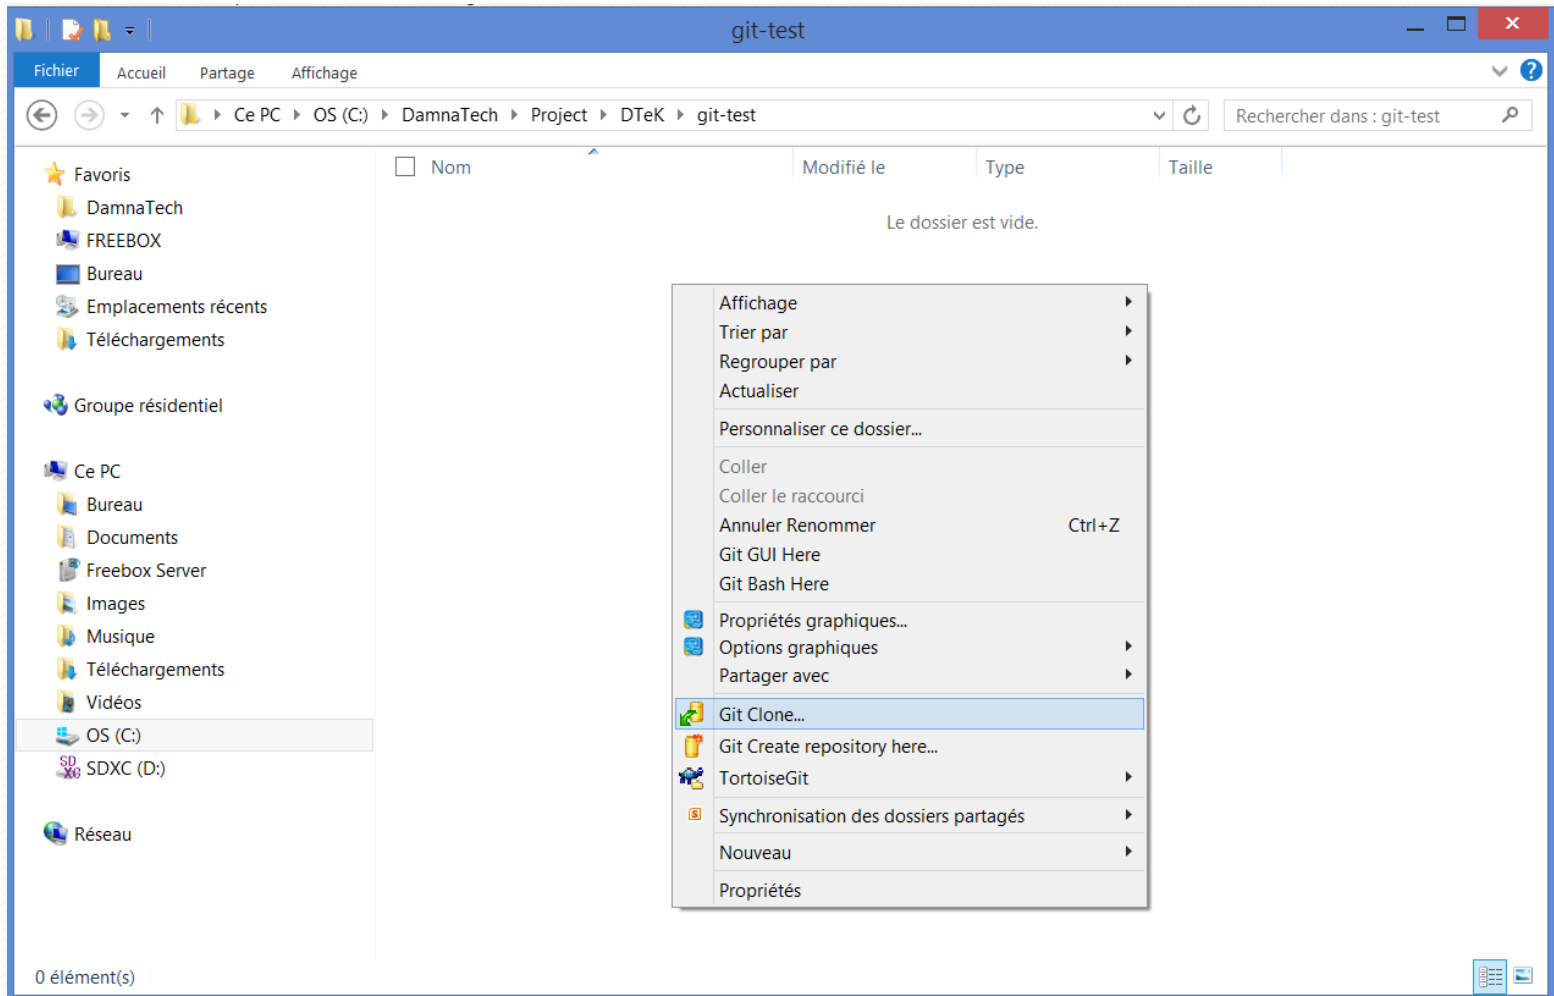 git-test
Fichier Accueil Partage Affichage
Ce PC OS (C:) DamnaTech Project DTeK git-test
Rechercher dans : git-test
Favoris
DamnaTech
FREEBOX
Bureau
Emplacements récents
Téléchargements
Groupe résidentiel
Ce PC
Bureau
Documents
Freebox Server
Images
Musique
Téléchargements
Vidéos
OS (C:)
SDXC (D:)
Réseau
Nom Modifié le Type Taille
Le dossier est vide.
Affichage
Trier par
Regrouper par
Actualiser
Personnaliser ce dossier...
Coller
Coller le raccourci
Annuler Renommer Ctrl+Z
Git GUI Here
Git Bash Here
Propriétés graphiques...
Options graphiques
Partager avec
Git Clone...
Git Create repository here...
TortoiseGit
Synchronisation des dossiers partagés
Nouveau
Propriétés
0 élément(s)